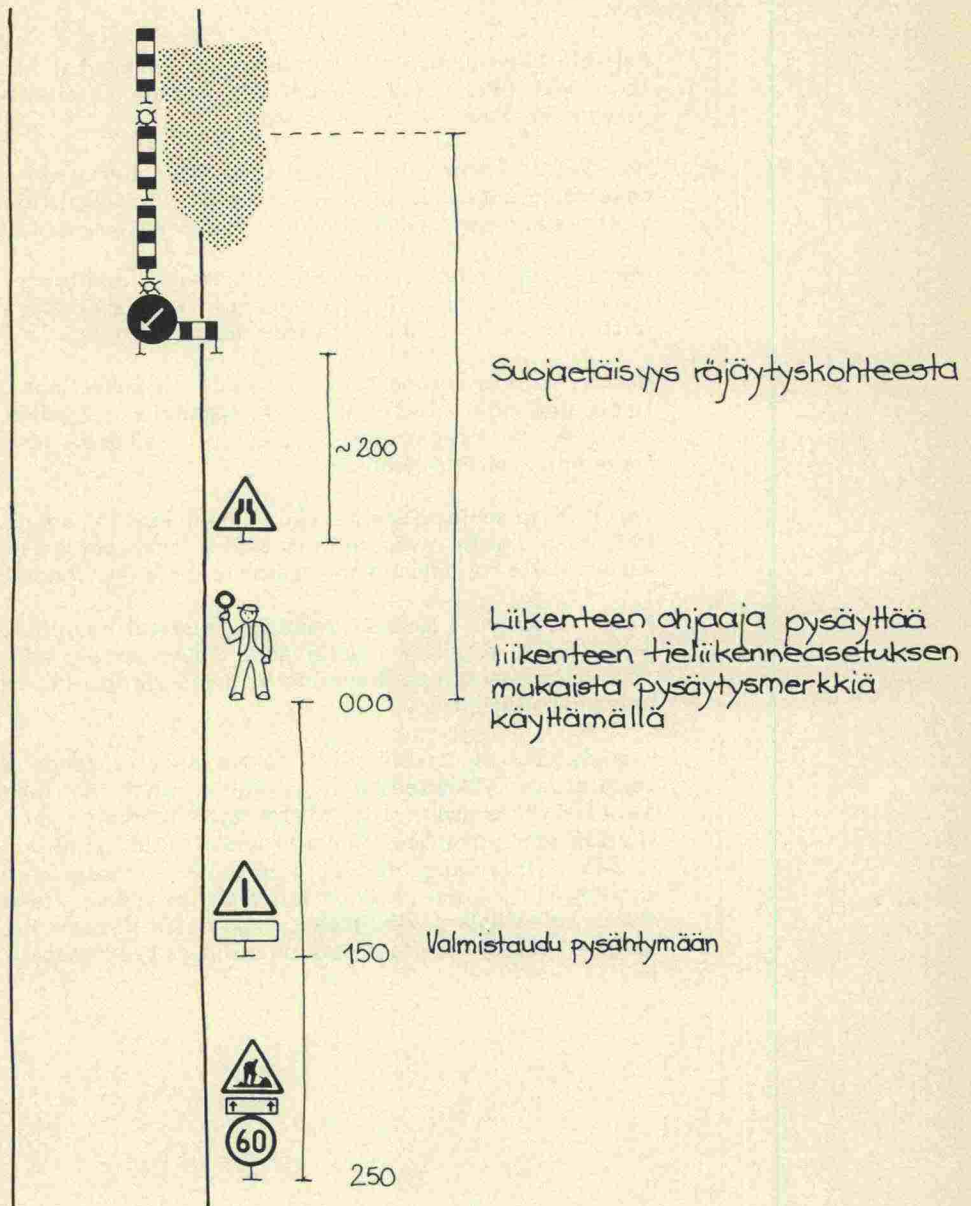 Suojaetäisyys räjäytyskohteesta
~200
Liikenteen ohjaaja pysäyttää
liikenteen tieliikenneasetuksen
mukaista pysäytysmerkkiä
käyttämällä
000
150
Valmistaudu pysähtymään
60
250